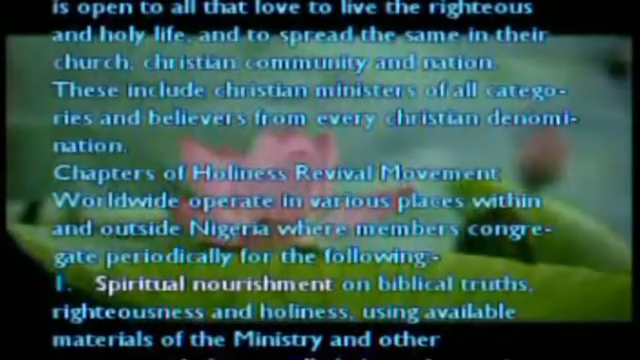 is open to all that love to live the righteous
and holy life, and to spread the same in their
church, christian community and nation.
These include christian ministers of all catego-
ries and believers from every christian denomi-
nation.
Chapters of Holiness Revival Movement
Worldwide operate in various places within
and outside Nigeria where members congre-
gate periodically for the following:-
1. Spiritual nourishment on biblical truths,
righteousness and holiness, using available
materials of the Ministry and other